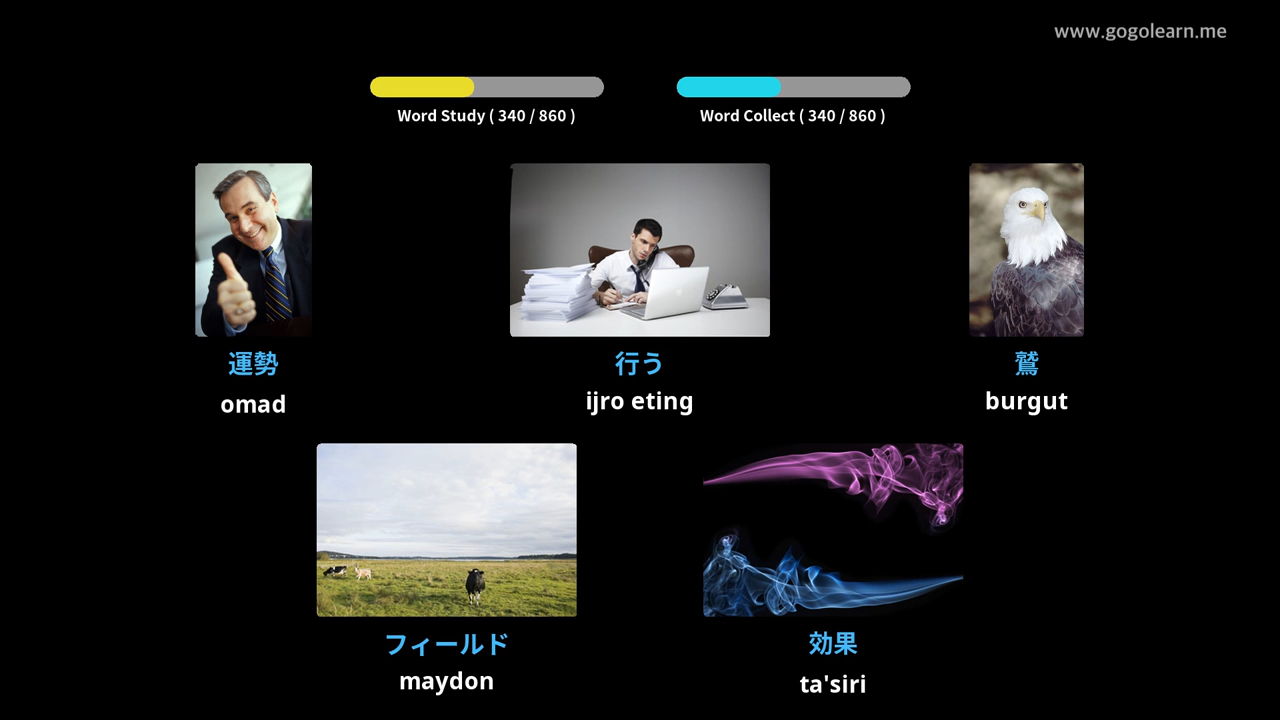 www.gogolearn.me
Word Study ( 340 / 860 )
Word Collect ( 340 / 860 )
運勢
omad
行う
ijro eting
鷲
burgut
フィールド
maydon
効果
ta'siri